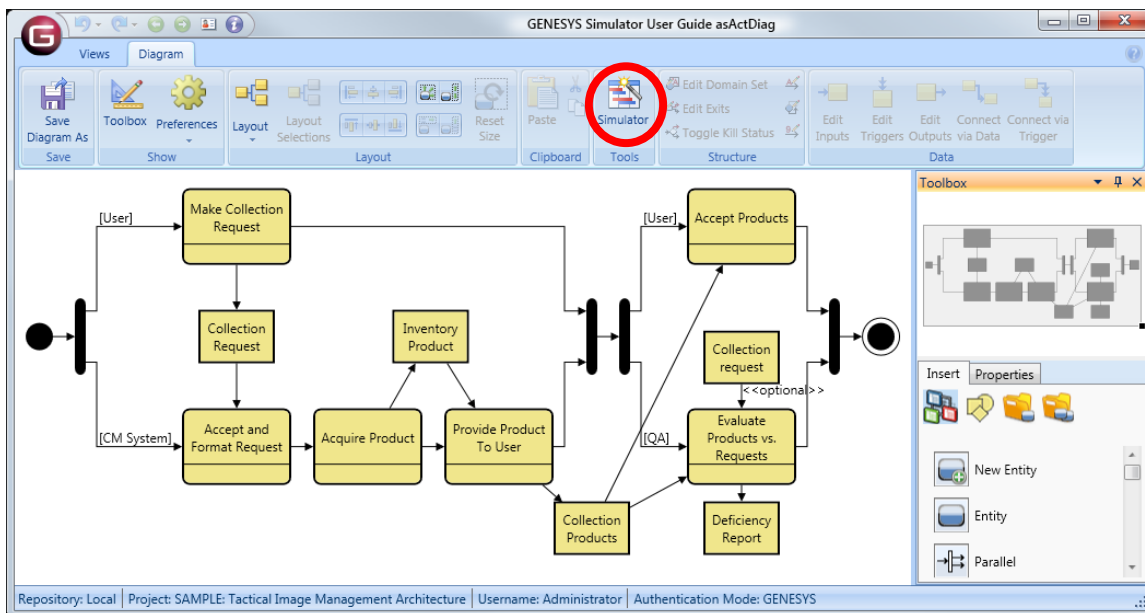 GENESYS Simulator User Guide asActDiag
G
Views
Diagram
Save
Diagram As
Toolbox
Preferences
Layout
Layout
Selections
Reset
Size
Paste
Simulator
Edit Domain Set
Edit Exits
Toggle Kill Status
Edit
Inputs
Edit
Triggers
Edit
Outputs
Connect
via Data
Connect via
Trigger
Save
Show
Layout
Clipboard
Tools
Structure
Data
[User]
Make Collection
Request
[User]
Accept Products
Collection
Request
Inventory
Product
Collection
request
<<optional>>
[CM System]
Accept and
Format Request
Acquire Product
Provide Product
To User
[QA]
Evaluate
Products vs.
Requests
Collection
Products
Deficiency
Report
Toolbox
Insert
Properties
New Entity
Entity
Parallel
Repository: Local
Project: SAMPLE: Tactical Image Management Architecture
Username: Administrator
Authentication Mode: GENESYS